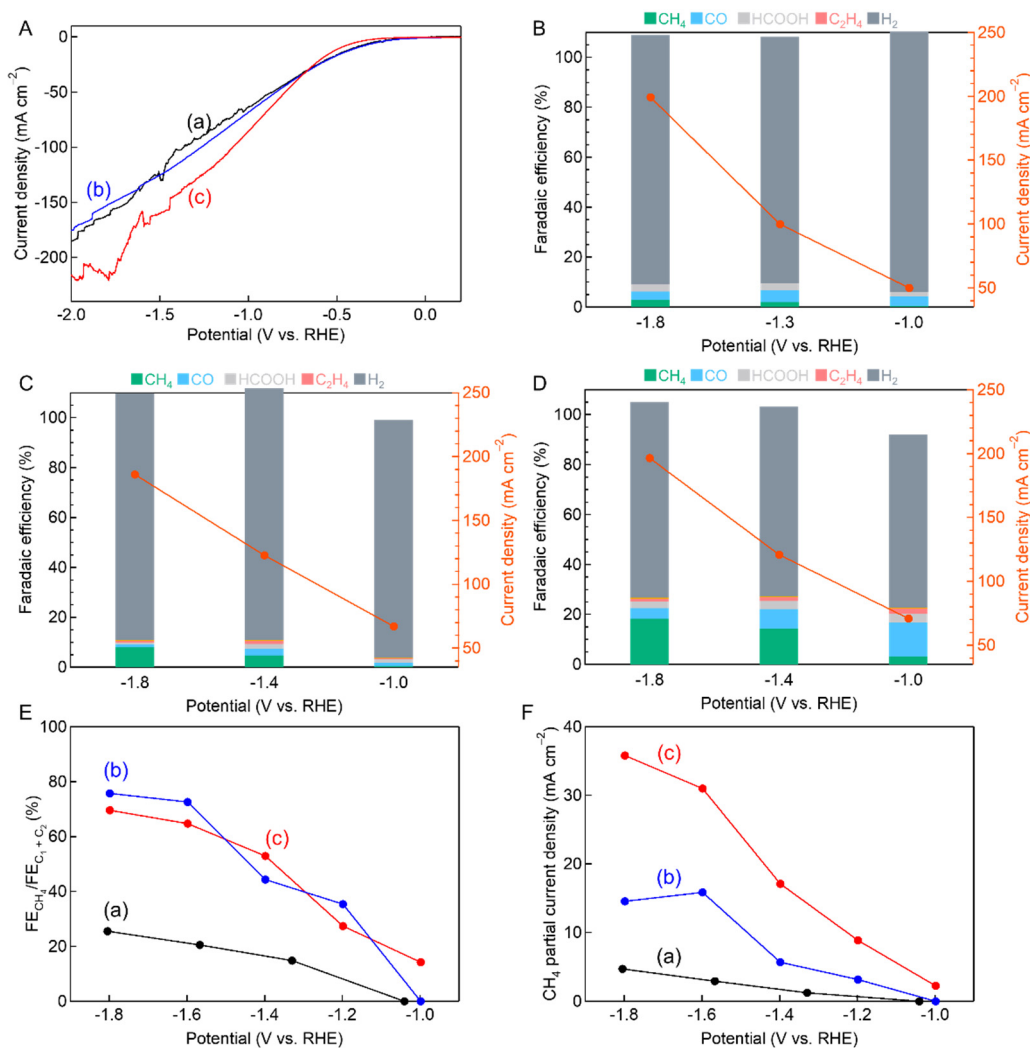 A
Current density (mA cm⁻²)
0
-50
-100
-150
-200
(a)
(b)
(c)
-2.0 -1.5 -1.0 -0.5 0.0
Potential (V vs. RHE)
B
CH₄ CO HCOOH C₂H₄ H₂
Faradaic efficiency (%)
100
80
60
40
20
0
250
200
150
100
50
Current density (mA cm⁻²)
-1.8 -1.3 -1.0
Potential (V vs. RHE)
C
CH₄ CO HCOOH C₂H₄ H₂
Faradaic efficiency (%)
100
80
60
40
20
0
250
200
150
100
50
Current density (mA cm⁻²)
-1.8 -1.4 -1.0
Potential (V vs. RHE)
D
CH₄ CO HCOOH C₂H₄ H₂
Faradaic efficiency (%)
100
80
60
40
20
0
250
200
150
100
50
Current density (mA cm⁻²)
-1.8 -1.4 -1.0
Potential (V vs. RHE)
E
FE_CH₄/FE_C₁ + C₂ (%)
100
80
60
40
20
0
(b)
(c)
(a)
-1.8 -1.6 -1.4 -1.2 -1.0
Potential (V vs. RHE)
F
CH₄ partial current density (mA cm⁻²)
40
30
20
10
0
(c)
(b)
(a)
-1.8 -1.6 -1.4 -1.2 -1.0
Potential (V vs. RHE)